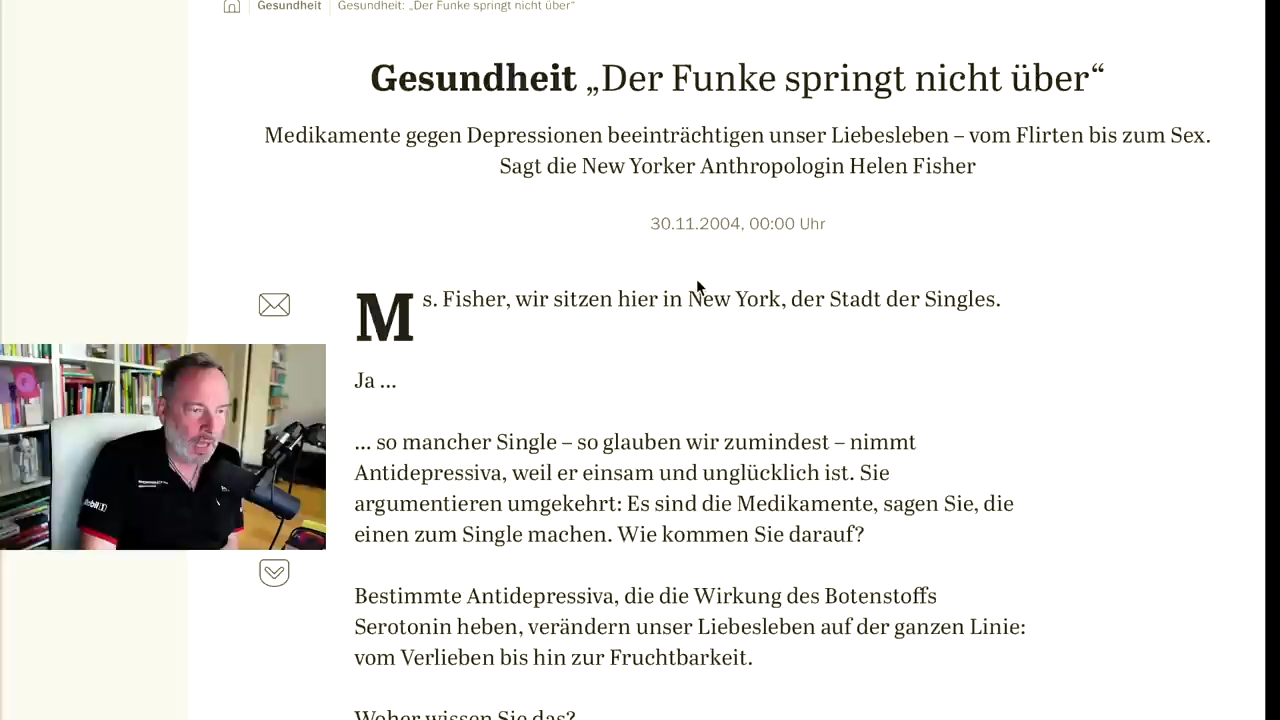 Gesundheit
Gesundheit: „Der Funke springt nicht über“
Gesundheit „Der Funke springt nicht über“
Medikamente gegen Depressionen beeinträchtigen unser Liebesleben – vom Flirten bis zum Sex.
Sagt die New Yorker Anthropologin Helen Fisher
30.11.2004, 00:00 Uhr
Ms. Fisher, wir sitzen hier in New York, der Stadt der Singles.
Ja ...
... so mancher Single – so glauben wir zumindest – nimmt
Antidepressiva, weil er einsam und unglücklich ist. Sie
argumentieren umgekehrt: Es sind die Medikamente, sagen Sie, die
einen zum Single machen. Wie kommen Sie darauf?
Bestimmte Antidepressiva, die die Wirkung des Botenstoffs
Serotonin heben, verändern unser Liebesleben auf der ganzen Linie:
vom Verlieben bis hin zur Fruchtbarkeit.
Woher wissen Sie das?